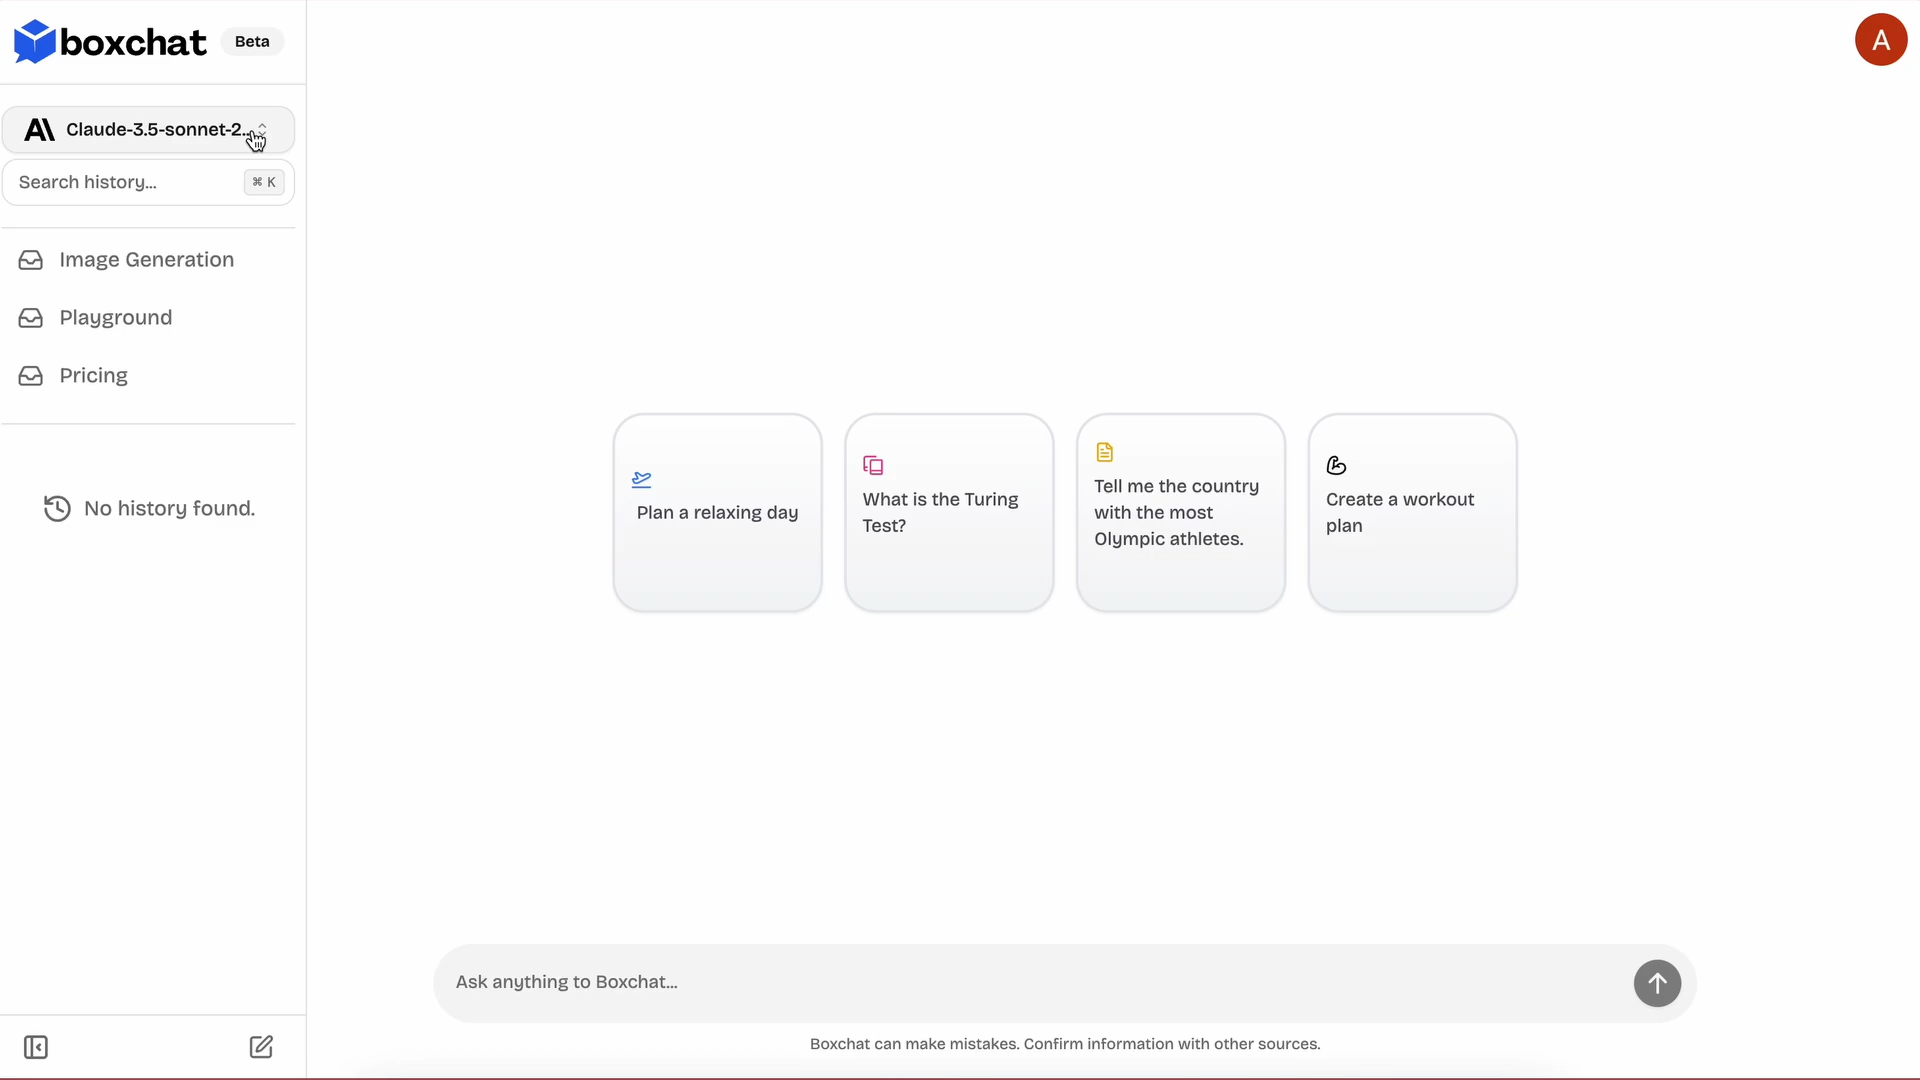 boxchat Beta
A
Claude-3.5-sonnet-2...
Search history...
⌘ K
Image Generation
Playground
Pricing
No history found.
Plan a relaxing day
What is the Turing
Test?
Tell me the country
with the most
Olympic athletes.
Create a workout
plan
Ask anything to Boxchat...
Boxchat can make mistakes. Confirm information with other sources.